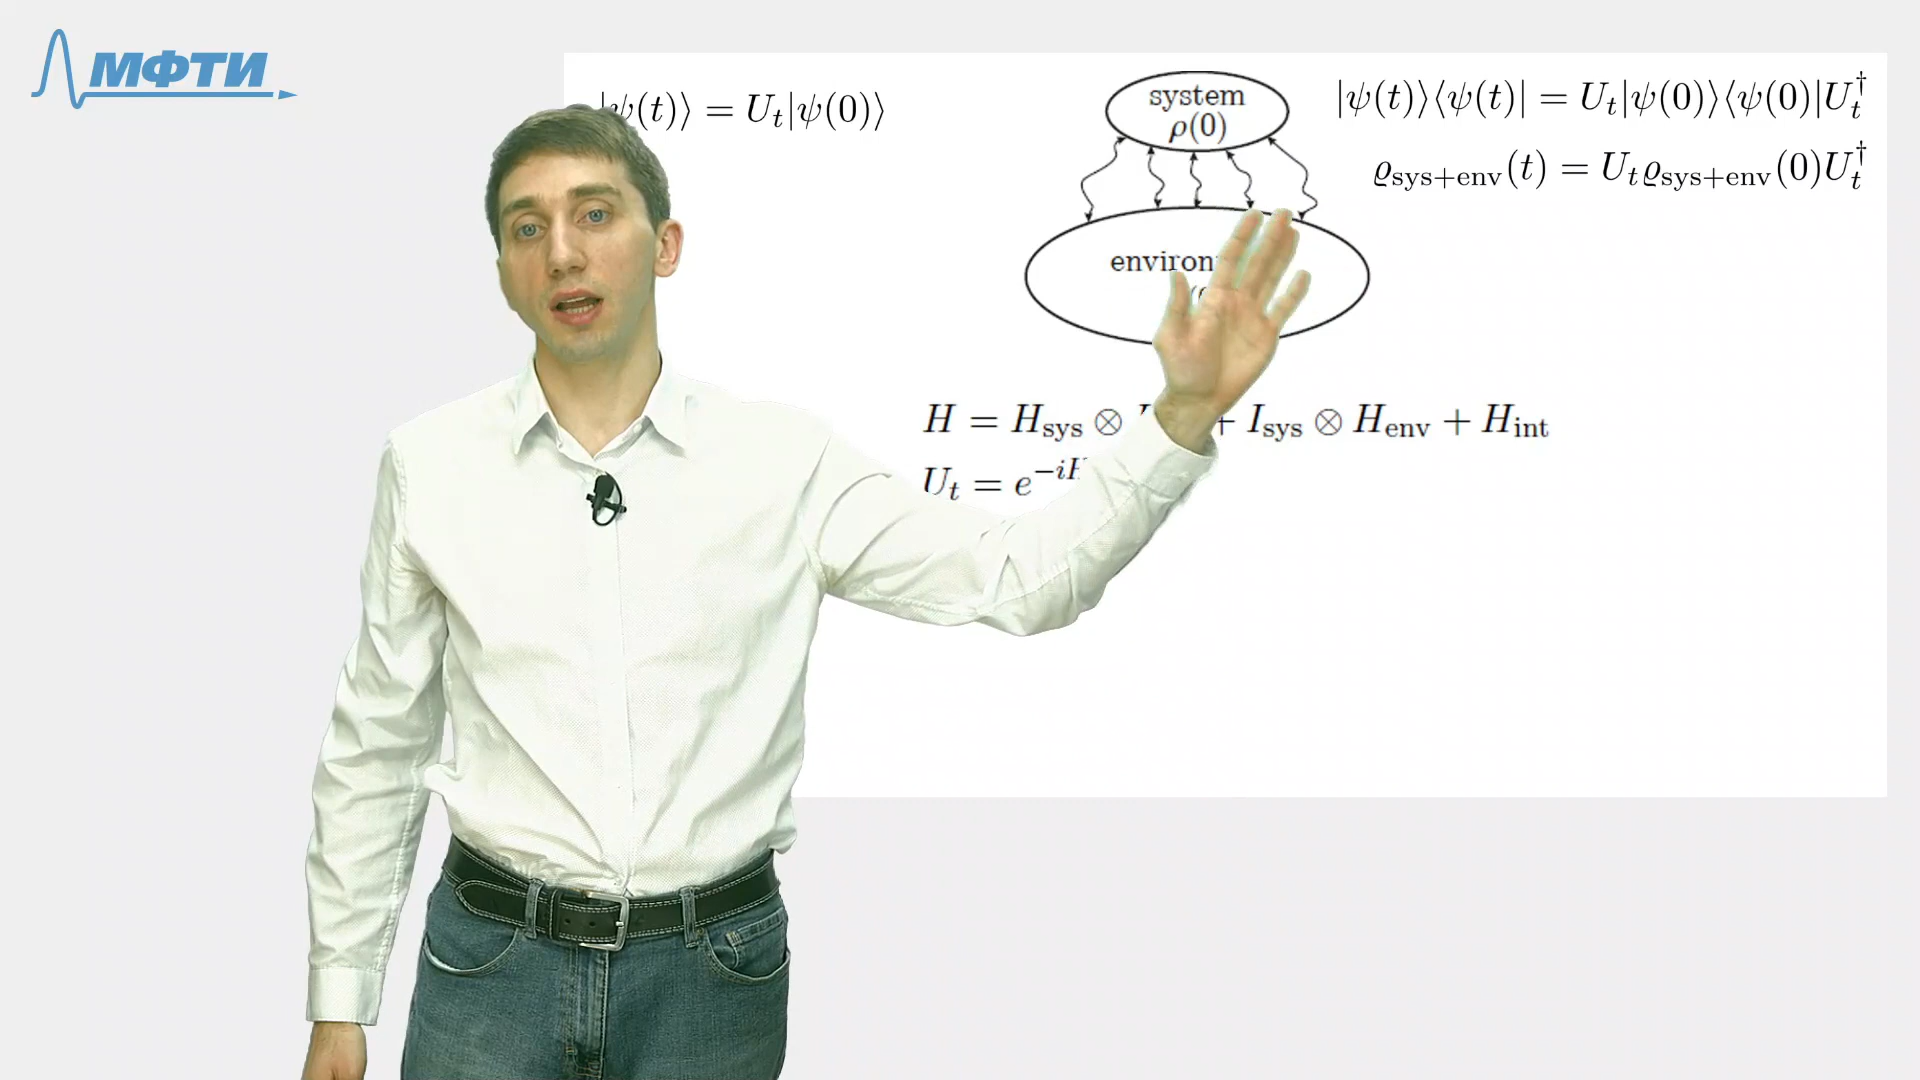 МФТИ
|ψ(t)⟩ = U_t|ψ(0)⟩
system
ρ(0)
|ψ(t)⟩⟨ψ(t)| = U_t|ψ(0)⟩⟨ψ(0)|U_t^†
ϱ_sys+env(t) = U_t ϱ_sys+env(0) U_t^†
H = H_sys ⊗ + I_sys ⊗ H_env + H_int
U_t = e^-iH